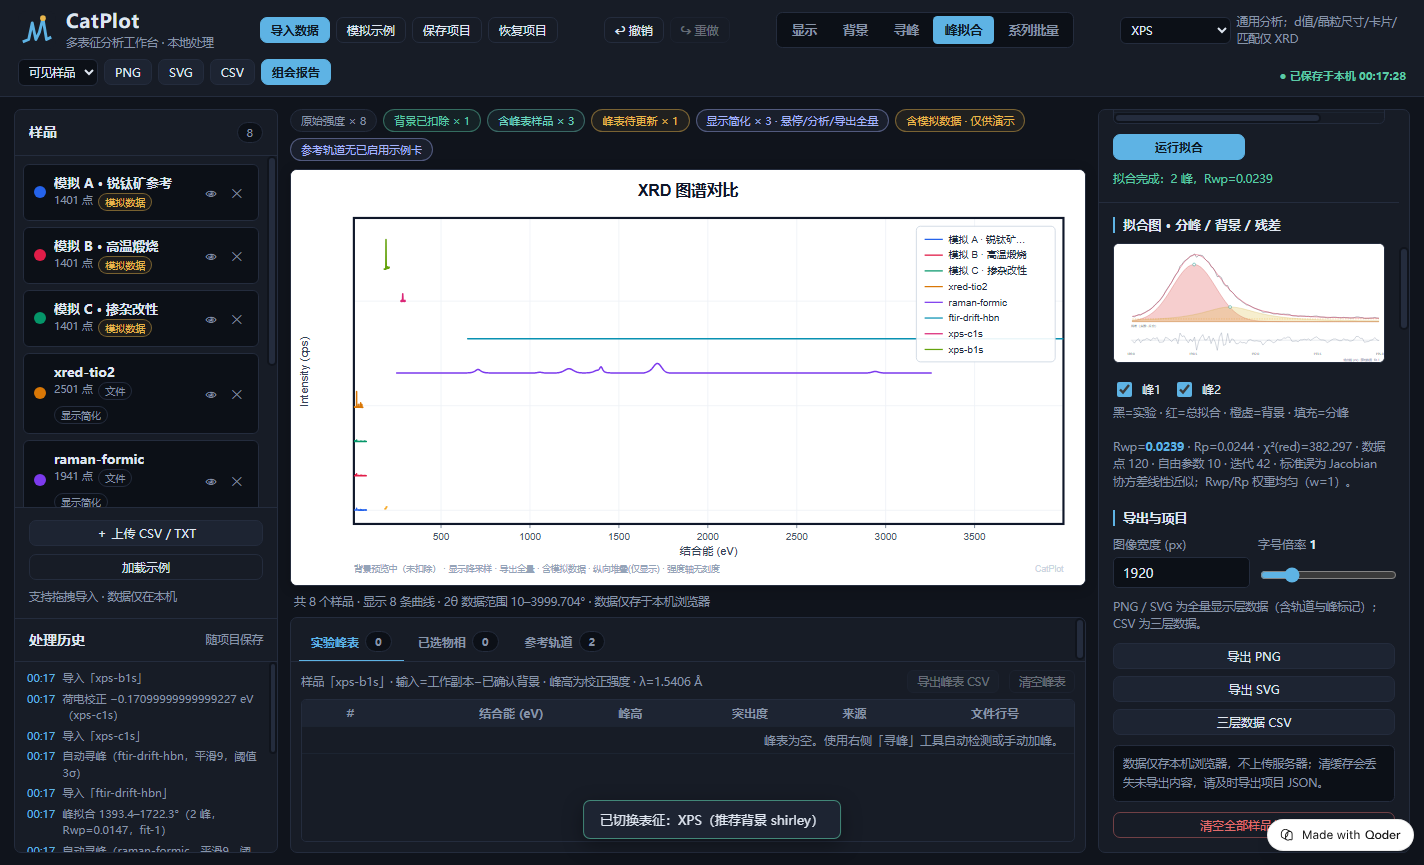 CatPlot
多表征分析工作台 · 本地处理
导入数据 模拟示例 保存项目 恢复项目 ↩ 撤销 ↪ 重做 显示 背景 寻峰 峰拟合 系列批量 XPS
通用分析；d值/晶粒尺寸/卡片/
匹配仅 XRD
可见样品 PNG SVG CSV 组会报告
● 已保存于本机 00:17:28
样品 8
模拟 A · 锐钛矿参考
1401 点 模拟数据
模拟 B · 高温煅烧
1401 点 模拟数据
模拟 C · 掺杂改性
1401 点 模拟数据
xred-tio2
2501 点 文件
显示简化
raman-formic
1941 点 文件
显示简化
+ 上传 CSV / TXT
加载示例
支持拖拽导入 · 数据仅在本机
处理历史 随项目保存
00:17 导入「xps-b1s」
00:17 荷电校正 −0.17099999999999227 eV
（xps-c1s）
00:17 导入「xps-c1s」
00:17 自动寻峰（ftir-drift-hbn，平滑9，阈值
3σ）
00:17 导入「ftir-drift-hbn」
00:17 峰拟合 1393.4–1722.3°（2 峰，
Rwp=0.0147，fit-1）
00:17 自动寻峰（raman-formic，平滑9，阈
原始强度 × 8 背景已扣除 × 1 含峰表样品 × 3 峰表待更新 × 1 显示简化 × 3 · 悬停/分析/导出全量 含模拟数据 · 仅供演示
参考轨道无已启用示例卡
XRD 图谱对比
模拟 A · 锐钛矿...
模拟 B · 高温煅烧
模拟 C · 掺杂改性
xred-tio2
raman-formic
ftir-drift-hbn
xps-c1s
xps-b1s
Intensity (cps)
500 1000 1500 2000 2500 3000 3500
结合能 (eV)
背景预览中（未扣除） · 显示降采样 · 导出全量 · 含模拟数据 · 纵向堆叠(仅显示) · 强度轴无刻度
CatPlot
共 8 个样品 · 显示 8 条曲线 · 2θ 数据范围 10–3999.704° · 数据仅存于本机浏览器
实验峰表 0 已选物相 0 参考轨道 2
样品「xps-b1s」· 输入=工作副本−已确认背景 · 峰高为校正强度 · λ=1.5406 Å
导出峰表 CSV 清空峰表
# 结合能 (eV) 峰高 突出度 来源 文件行号
峰表为空。使用右侧「寻峰」工具自动检测或手动加峰。
已切换表征：XPS（推荐背景 shirley）
运行拟合
拟合完成：2 峰，Rwp=0.0239
拟合图 · 分峰 / 背景 / 残差
峰1 峰2
黑=实验 · 红=总拟合 · 橙虚=背景 · 填充=分峰
Rwp=0.0239 · Rp=0.0244 · χ²(red)=382.297 · 数据
点 120 · 自由参数 10 · 迭代 42 · 标准误为 Jacobian
协方差线性近似；Rwp/Rp 权重均匀（w=1）。
导出与项目
图像宽度 (px) 字号倍率 1
1920
PNG / SVG 为全量显示层数据（含轨道与峰标记）；
CSV 为三层数据。
导出 PNG
导出 SVG
三层数据 CSV
数据仅存本机浏览器，不上传服务器；清缓存会丢
失未导出内容，请及时导出项目 JSON。
清空全部样品
Made with Qoder